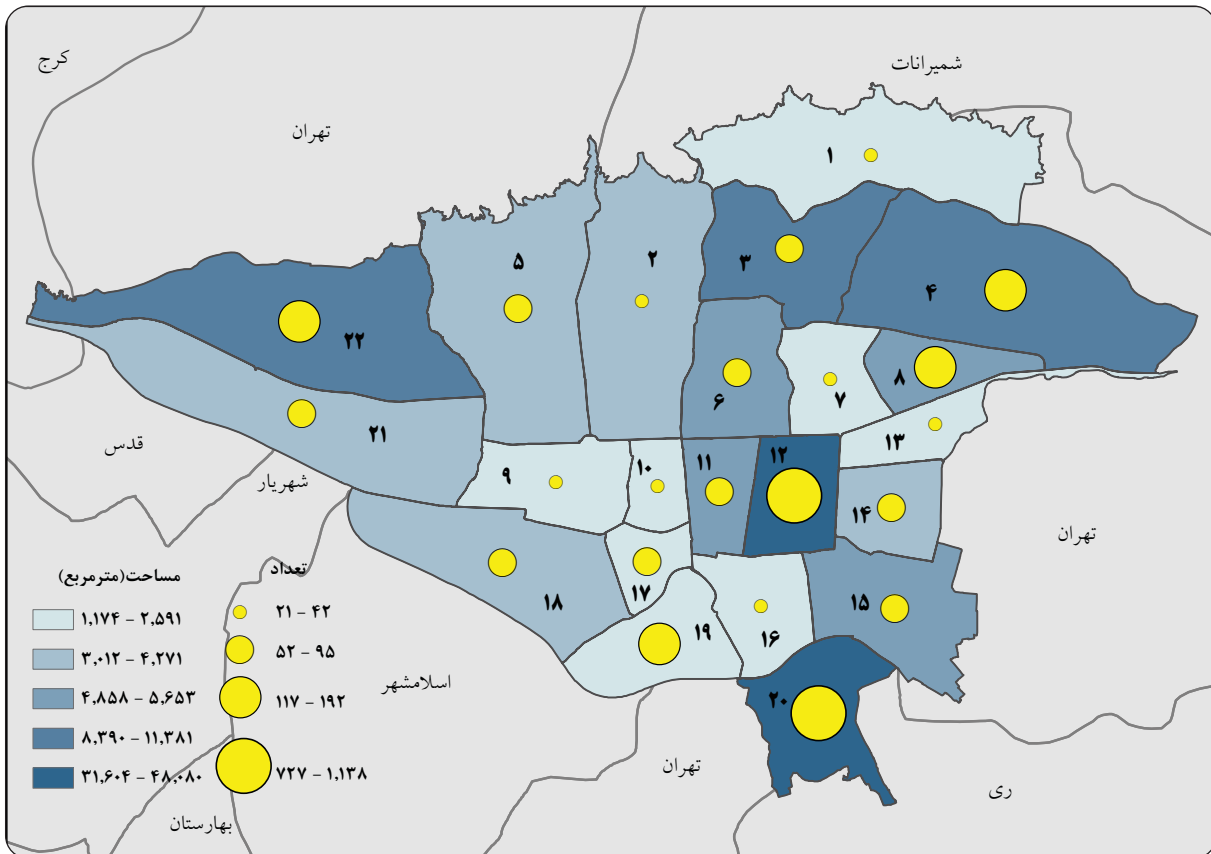 کرج
شمیرانات
تهران
۱
۵
۲
۳
۴
۲۲
۶
۷
۸
۲۱
قدس
۹
۱۰
۱۱
۱۲
۱۳
شهریار
۱۴
تهران
۱۸
۱۷
۱۹
۱۶
۱۵
۲۰
اسلامشهر
تهران
ری
بهارستان
مساحت(مترمربع)
۱,۱۷۴ - ۲,۵۹۱
۳,۰۱۲ - ۴,۲۷۱
۴,۸۵۸ - ۵,۶۵۳
۸,۳۹۰ - ۱۱,۳۸۱
۳۱,۶۰۴ - ۴۸,۰۸۰
تعداد
۲۱ - ۴۲
۵۲ - ۹۵
۱۱۷ - ۱۹۲
۷۲۷ - ۱,۱۳۸